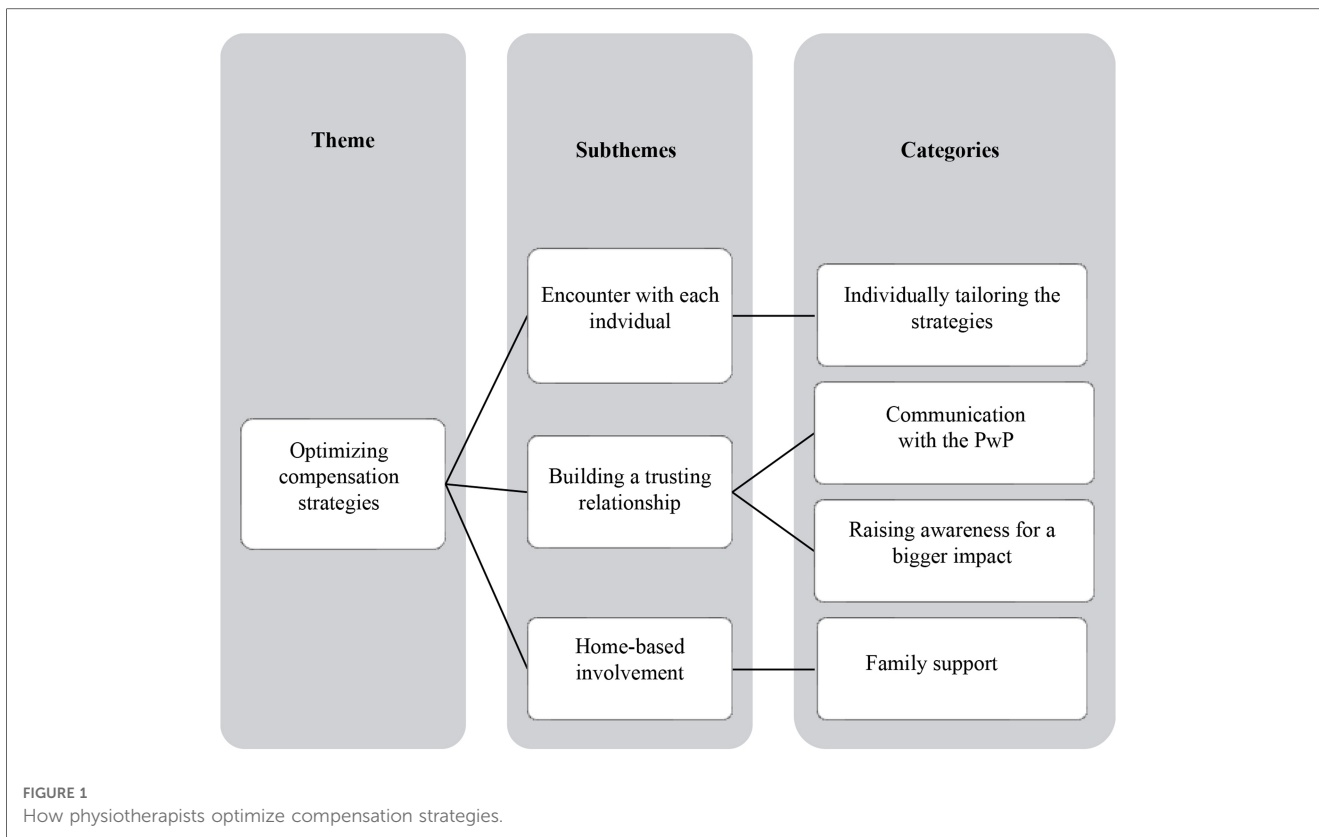 Theme
Subthemes
Categories
Encounter with each
indvidual
Individually tailoring the
strategies
Optimizing
compensation
strategies
Building a trusting
relationship
Communication
with the PwP
Raising awareness for a
bigger impact
Home-based
involvement
Family support
FIGURE 1
How physiotherapists optimize compensation strategies.